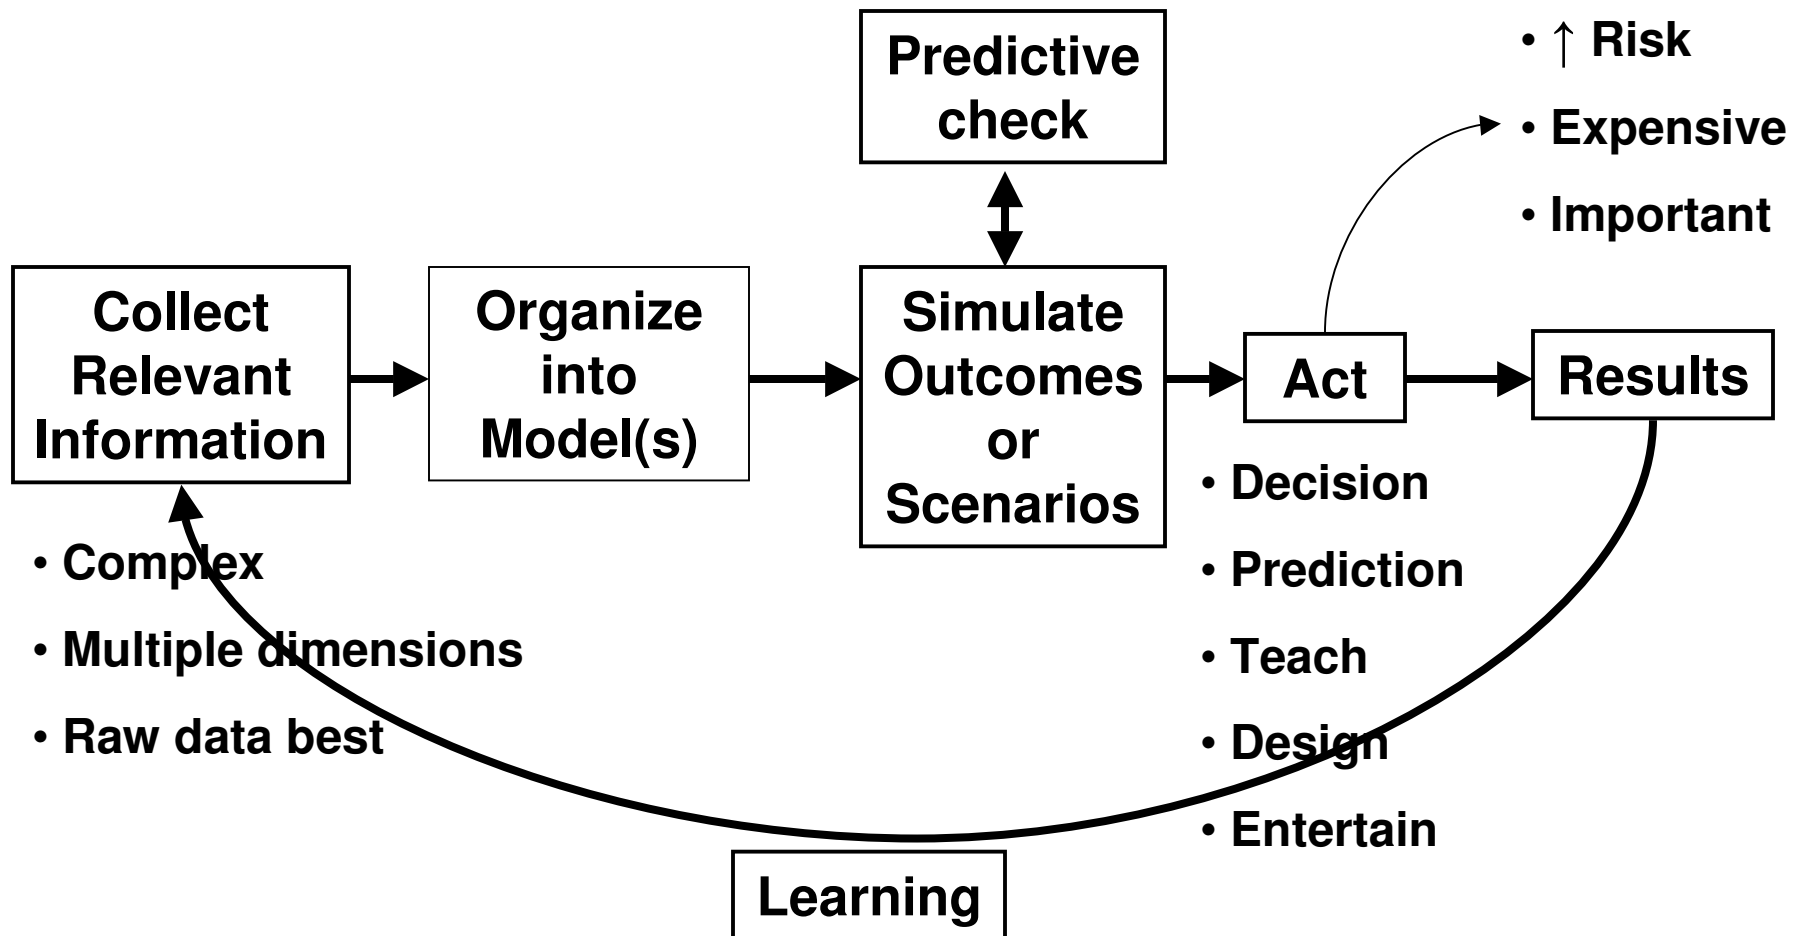 Predictive
check
• ↑ Risk
• Expensive
• Important
Collect
Relevant
Information
Organize
into
Model(s)
Simulate
Outcomes
or
Scenarios
Act
Results
• Complex
• Multiple dimensions
• Raw data best
• Decision
• Prediction
• Teach
• Design
• Entertain
Learning